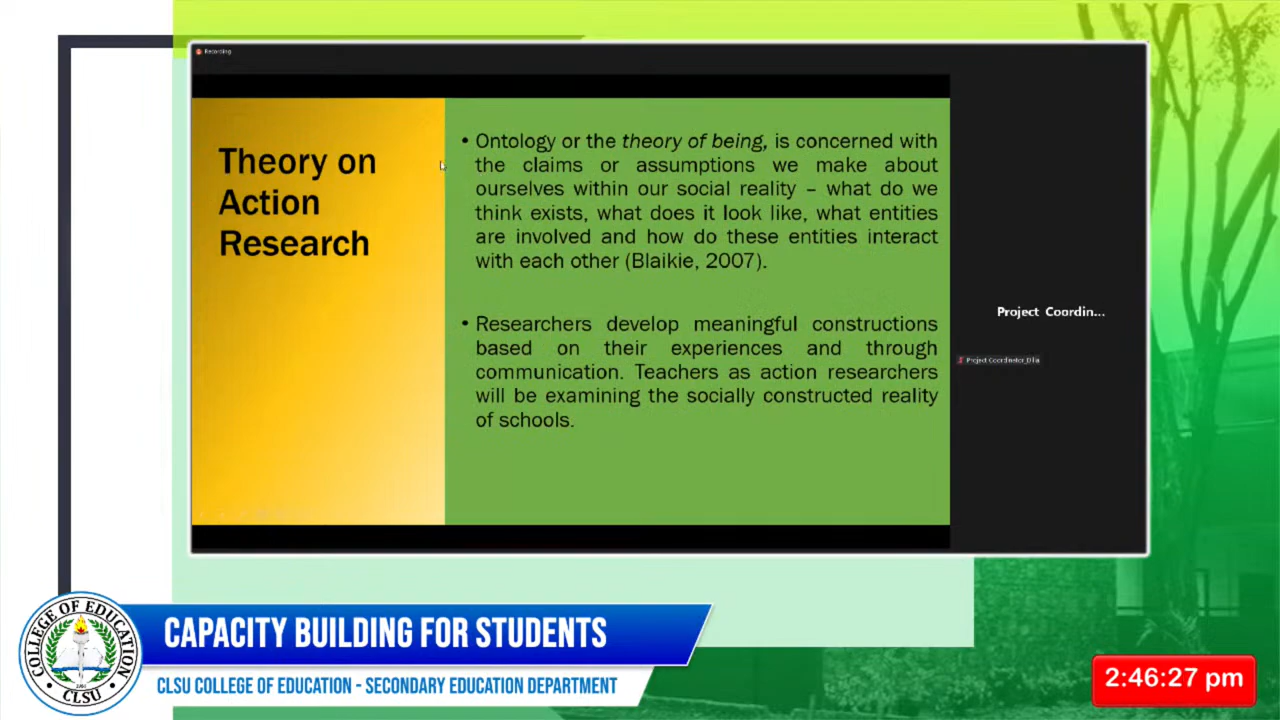 Recording
Theory on
Action
Research
• Ontology or the theory of being, is concerned with
the claims or assumptions we make about
ourselves within our social reality – what do we
think exists, what does it look like, what entities
are involved and how do these entities interact
with each other (Blaikie, 2007).
• Researchers develop meaningful constructions
based on their experiences and through
communication. Teachers as action researchers
will be examining the socially constructed reality
of schools.
Project Coordin...
Project Coordinator_Dlla
COLLEGE OF EDUCATION
CLSU
CAPACITY BUILDING FOR STUDENTS
CLSU COLLEGE OF EDUCATION - SECONDARY EDUCATION DEPARTMENT
2:46:27 pm